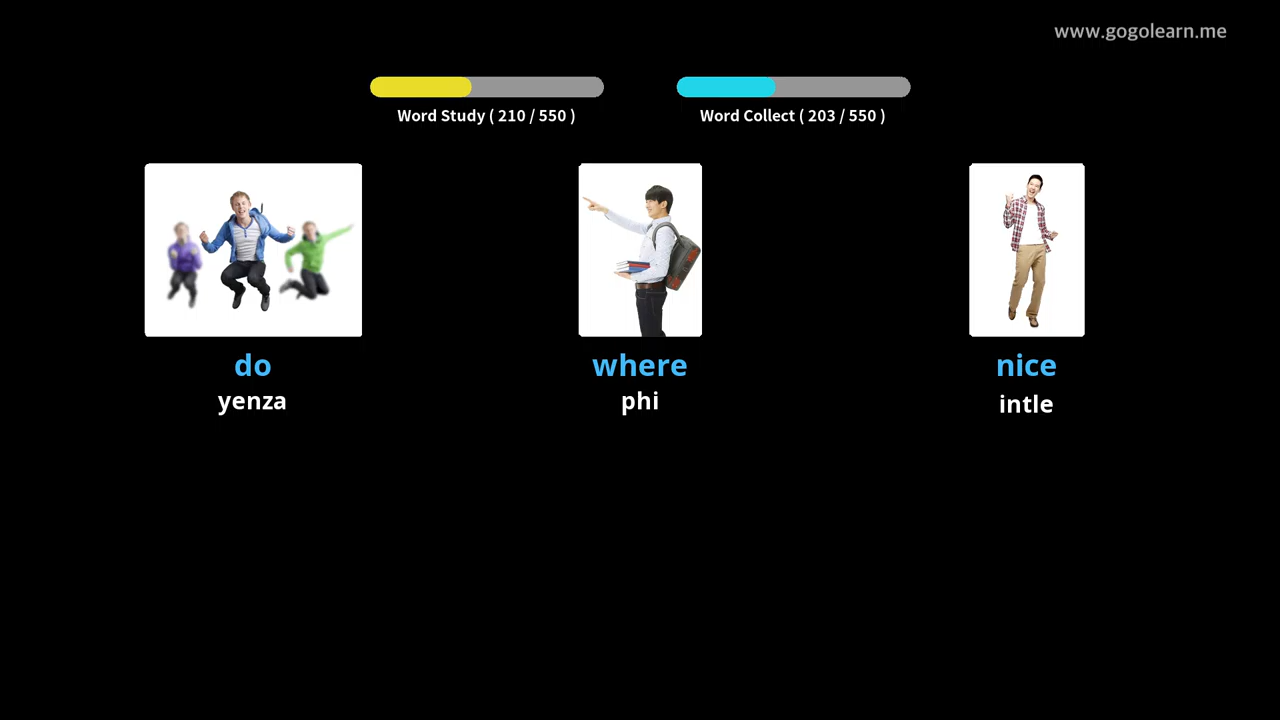 www.gogolearn.me
Word Study ( 210 / 550 )
Word Collect ( 203 / 550 )
do
yenza
where
phi
nice
intle